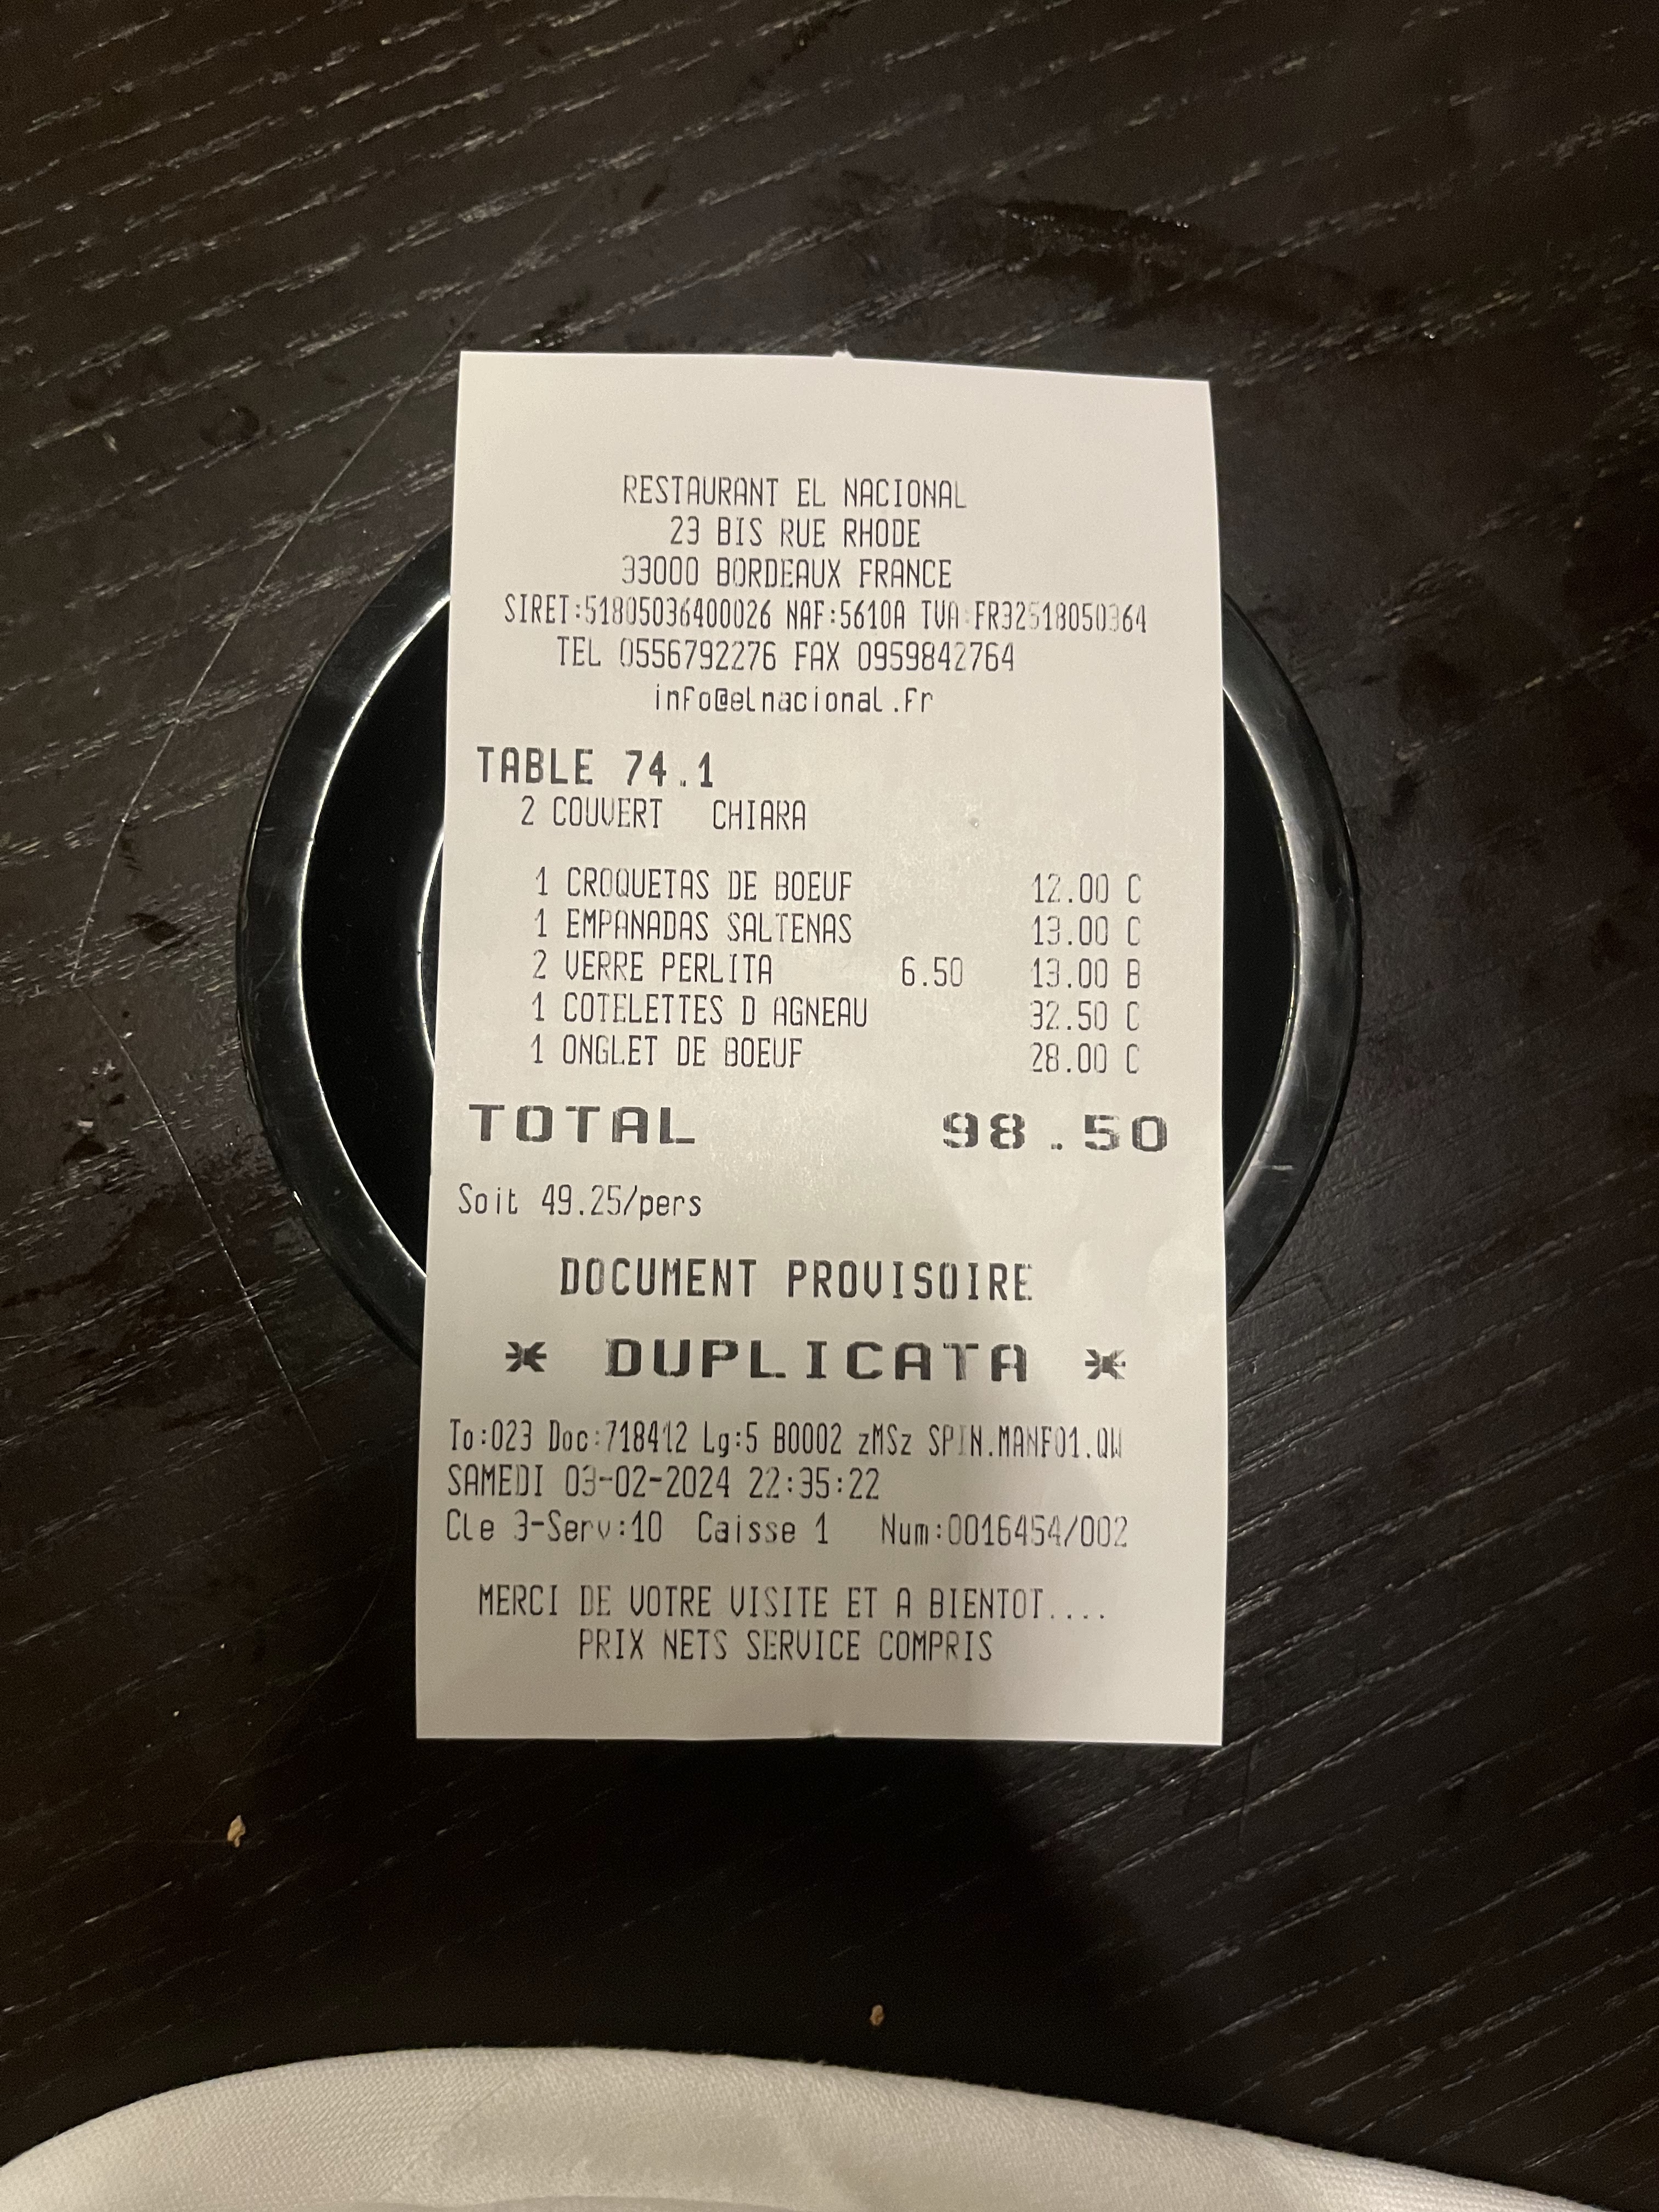 RESTAURANT EL NACIONAL
23 BIS RUE RHODE
33000 BORDEAUX FRANCE
SIRET:51805036400026 NAF:5610A TVA:FR32518050364
TEL 0556792276 FAX 0959842764
info@elnacional.fr
TABLE 74.1
2 COUVERT CHIARA
1 CROQUETAS DE BOEUF 12.00 C
1 EMPANADAS SALTENAS 13.00 C
2 VERRE PERLITA 6.50 13.00 B
1 COTELETTES D AGNEAU 32.50 C
1 ONGLET DE BOEUF 28.00 C
TOTAL 98.50
Soit 49.25/pers
DOCUMENT PROVISOIRE
* DUPLICATA *
To:023 Doc:718412 Lg:5 B0002 zMSz SPIN.MANF01.QW
SAMEDI 03-02-2024 22:35:22
Cle 3-Serv:10 Caisse 1 Num:0016454/002
MERCI DE VOTRE VISITE ET A BIENTOT....
PRIX NETS SERVICE COMPRIS